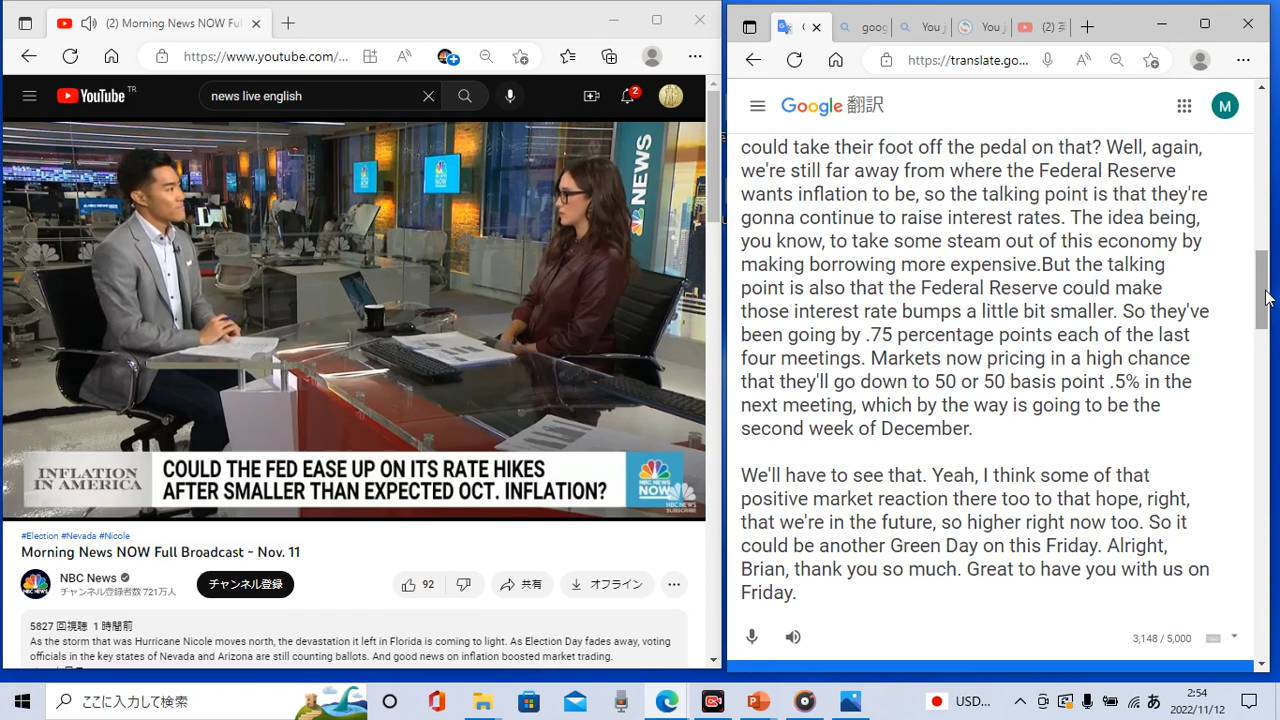 (2) Morning News NOW Ful
https://www.youtube.com/...
YouTube TR
news live english
2
NEWS
INFLATION
IN AMERICA
COULD THE FED EASE UP ON ITS RATE HIKES
AFTER SMALLER THAN EXPECTED OCT. INFLATION?
NBC NEWS
NOW
NBC NEWS
SUBSCRIBE
#Election #Nevada #Nicole
Morning News NOW Full Broadcast - Nov. 11
NBC News
チャンネル登録者数 721万人
チャンネル登録
92
共有
オフライン
5827 回視聴 1 時間前
As the storm that was Hurricane Nicole moves north, the devastation it left in Florida is coming to light. As Election Day fades away, voting
officials in the key states of Nevada and Arizona are still counting ballots. And good news on inflation boosted market trading.
goog
You j
You j
(2)
https://translate.go...
Google 翻訳
M
could take their foot off the pedal on that? Well, again,
we're still far away from where the Federal Reserve
wants inflation to be, so the talking point is that they're
gonna continue to raise interest rates. The idea being,
you know, to take some steam out of this economy by
making borrowing more expensive.But the talking
point is also that the Federal Reserve could make
those interest rate bumps a little bit smaller. So they've
been going by .75 percentage points each of the last
four meetings. Markets now pricing in a high chance
that they'll go down to 50 or 50 basis point .5% in the
next meeting, which by the way is going to be the
second week of December.
We'll have to see that. Yeah, I think some of that
positive market reaction there too to that hope, right,
that we're in the future, so higher right now too. So it
could be another Green Day on this Friday. Alright,
Brian, thank you so much. Great to have you with us on
Friday.
3,148 / 5,000
ここに入力して検索
USD...
あ
2:54
2022/11/12